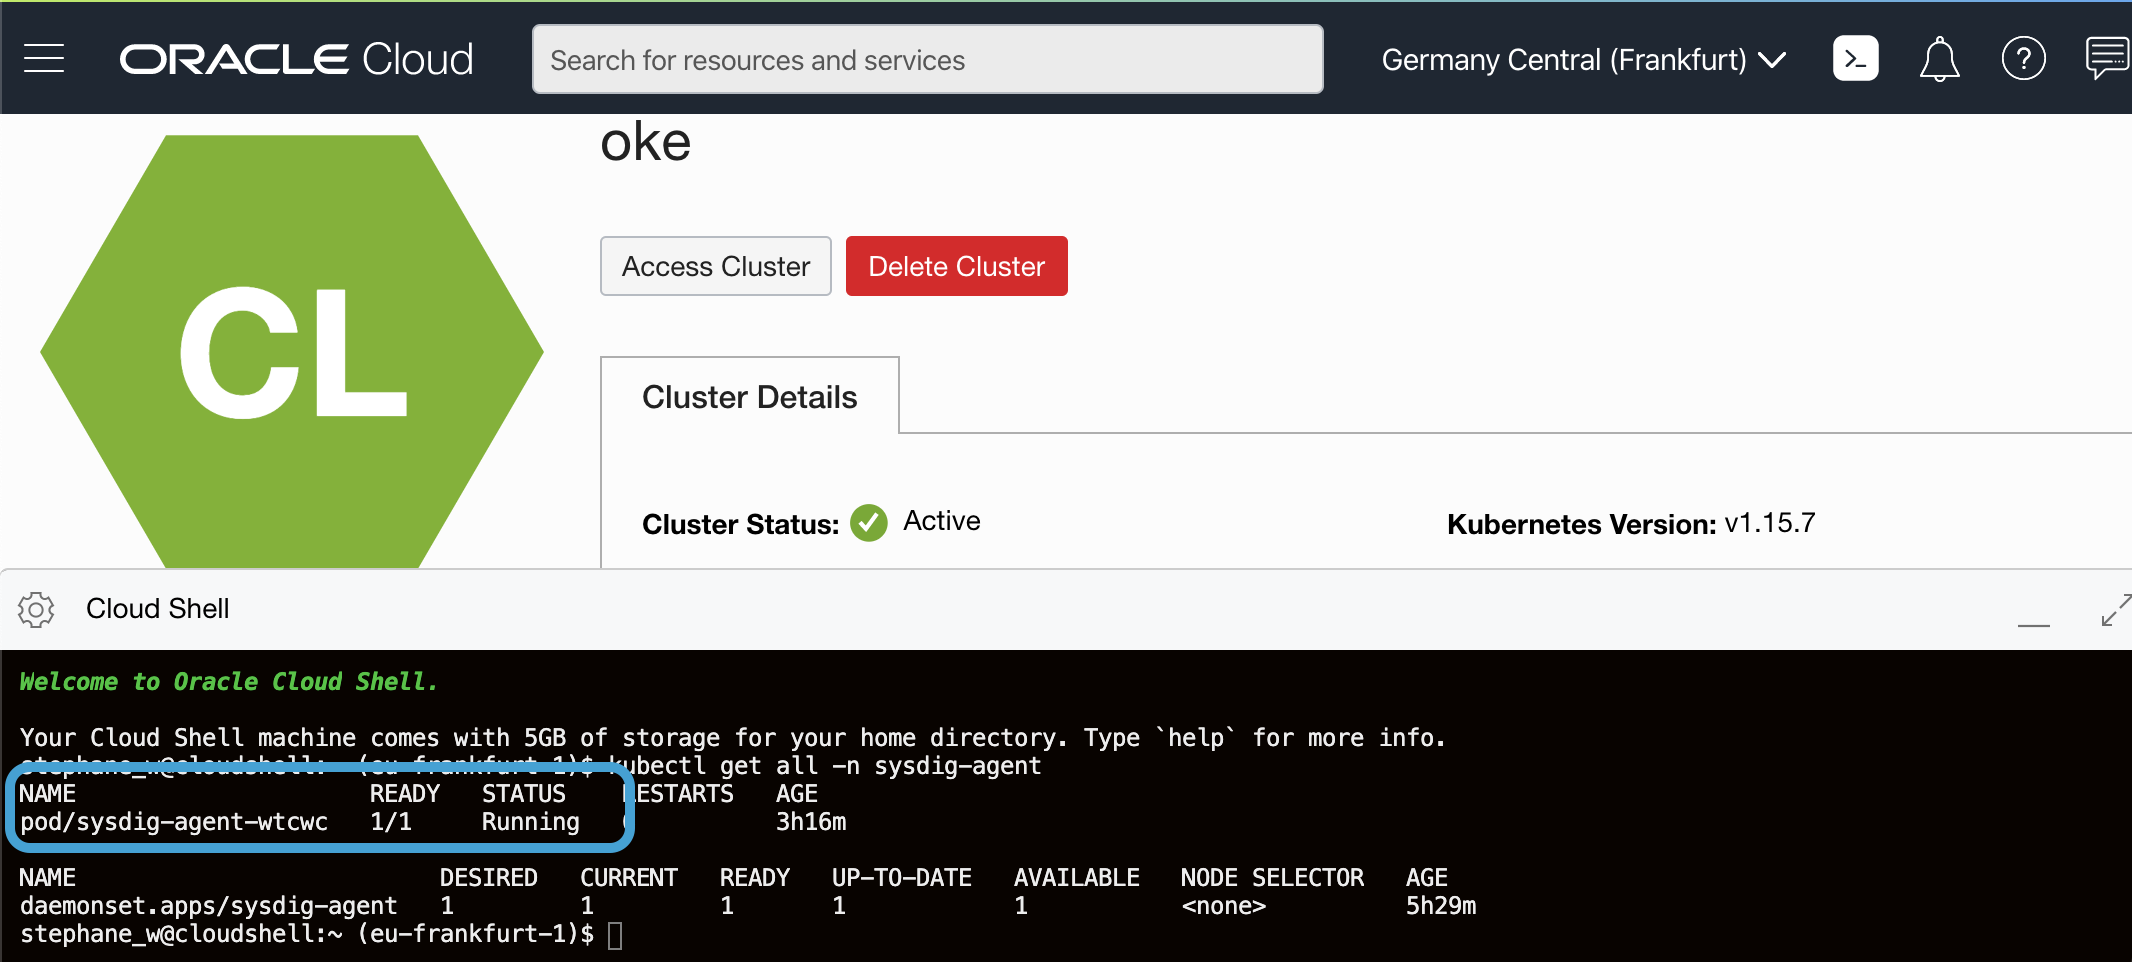 ORACLE Cloud
Search for resources and services
Germany Central (Frankfurt)
>_
?
oke
CL
Access Cluster
Delete Cluster
Cluster Details
Cluster Status: Active
Kubernetes Version: v1.15.7
Cloud Shell
Welcome to Oracle Cloud Shell.
Your Cloud Shell machine comes with 5GB of storage for your home directory. Type `help` for more info.
stephane_w@cloudshell:~ (eu-frankfurt-1)$ kubectl get all -n sysdig-agent
NAME READY STATUS RESTARTS AGE
pod/sysdig-agent-wtcwc 1/1 Running 3h16m
NAME DESIRED CURRENT READY UP-TO-DATE AVAILABLE NODE SELECTOR AGE
daemonset.apps/sysdig-agent 1 1 1 1 1 <none> 5h29m
stephane_w@cloudshell:~ (eu-frankfurt-1)$